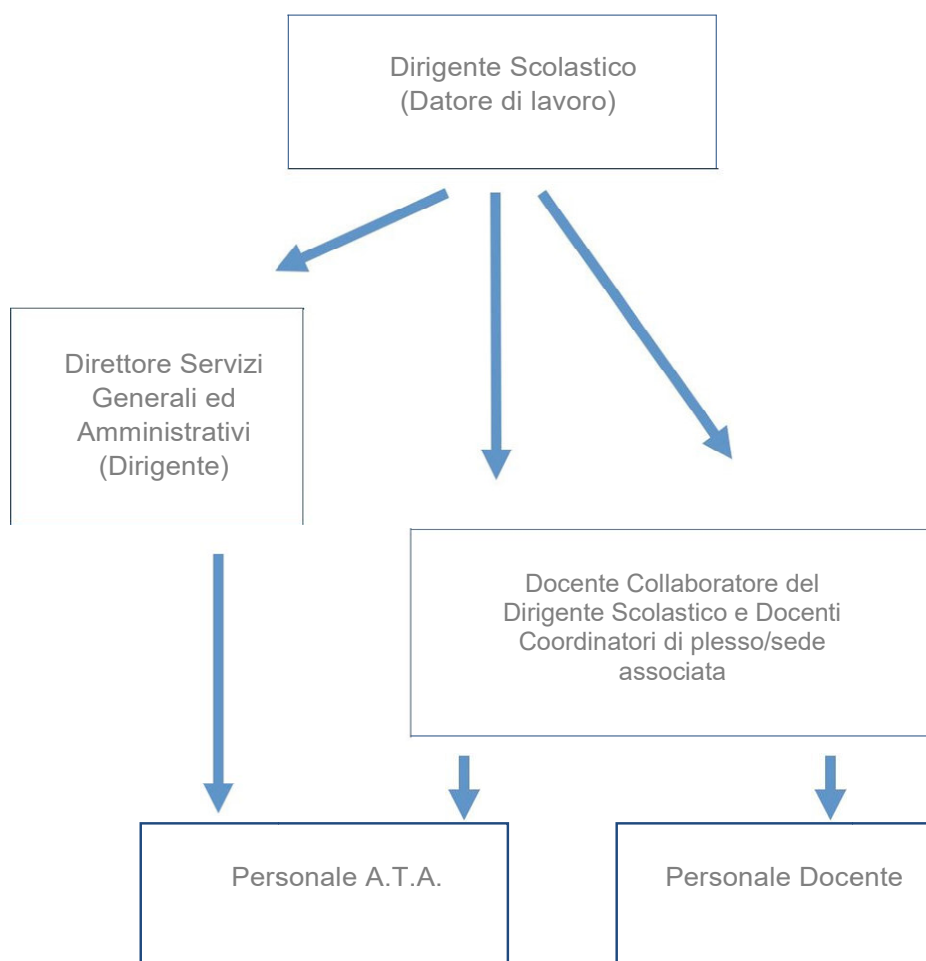 Dirigente Scolastico
(Datore di lavoro)
Direttore Servizi
Generali ed
Amministrativi
(Dirigente)
Docente Collaboratore del
Dirigente Scolastico e Docenti
Coordinatori di plesso/sede
associata
Personale A.T.A.
Personale Docente